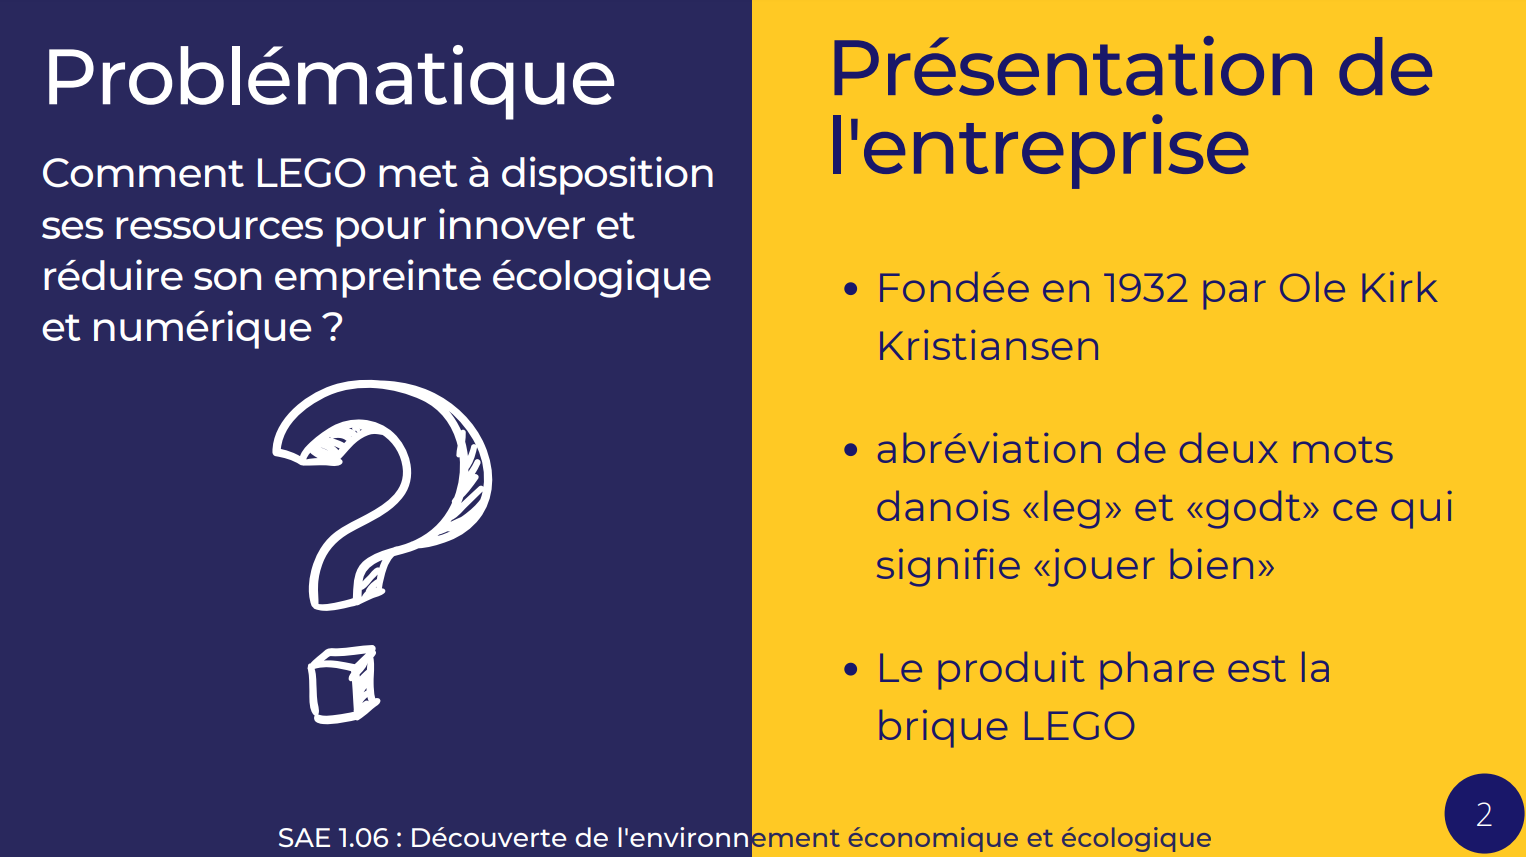 Problématique
Comment LEGO met à disposition
ses ressources pour innover et
réduire son empreinte écologique
et numérique ?
Présentation de
l'entreprise
• Fondée en 1932 par Ole Kirk
Kristiansen
• abréviation de deux mots
danois «leg» et «godt» ce qui
signifie «jouer bien»
• Le produit phare est la
brique LEGO
SAE 1.06 : Découverte de l'environnement économique et écologique
2